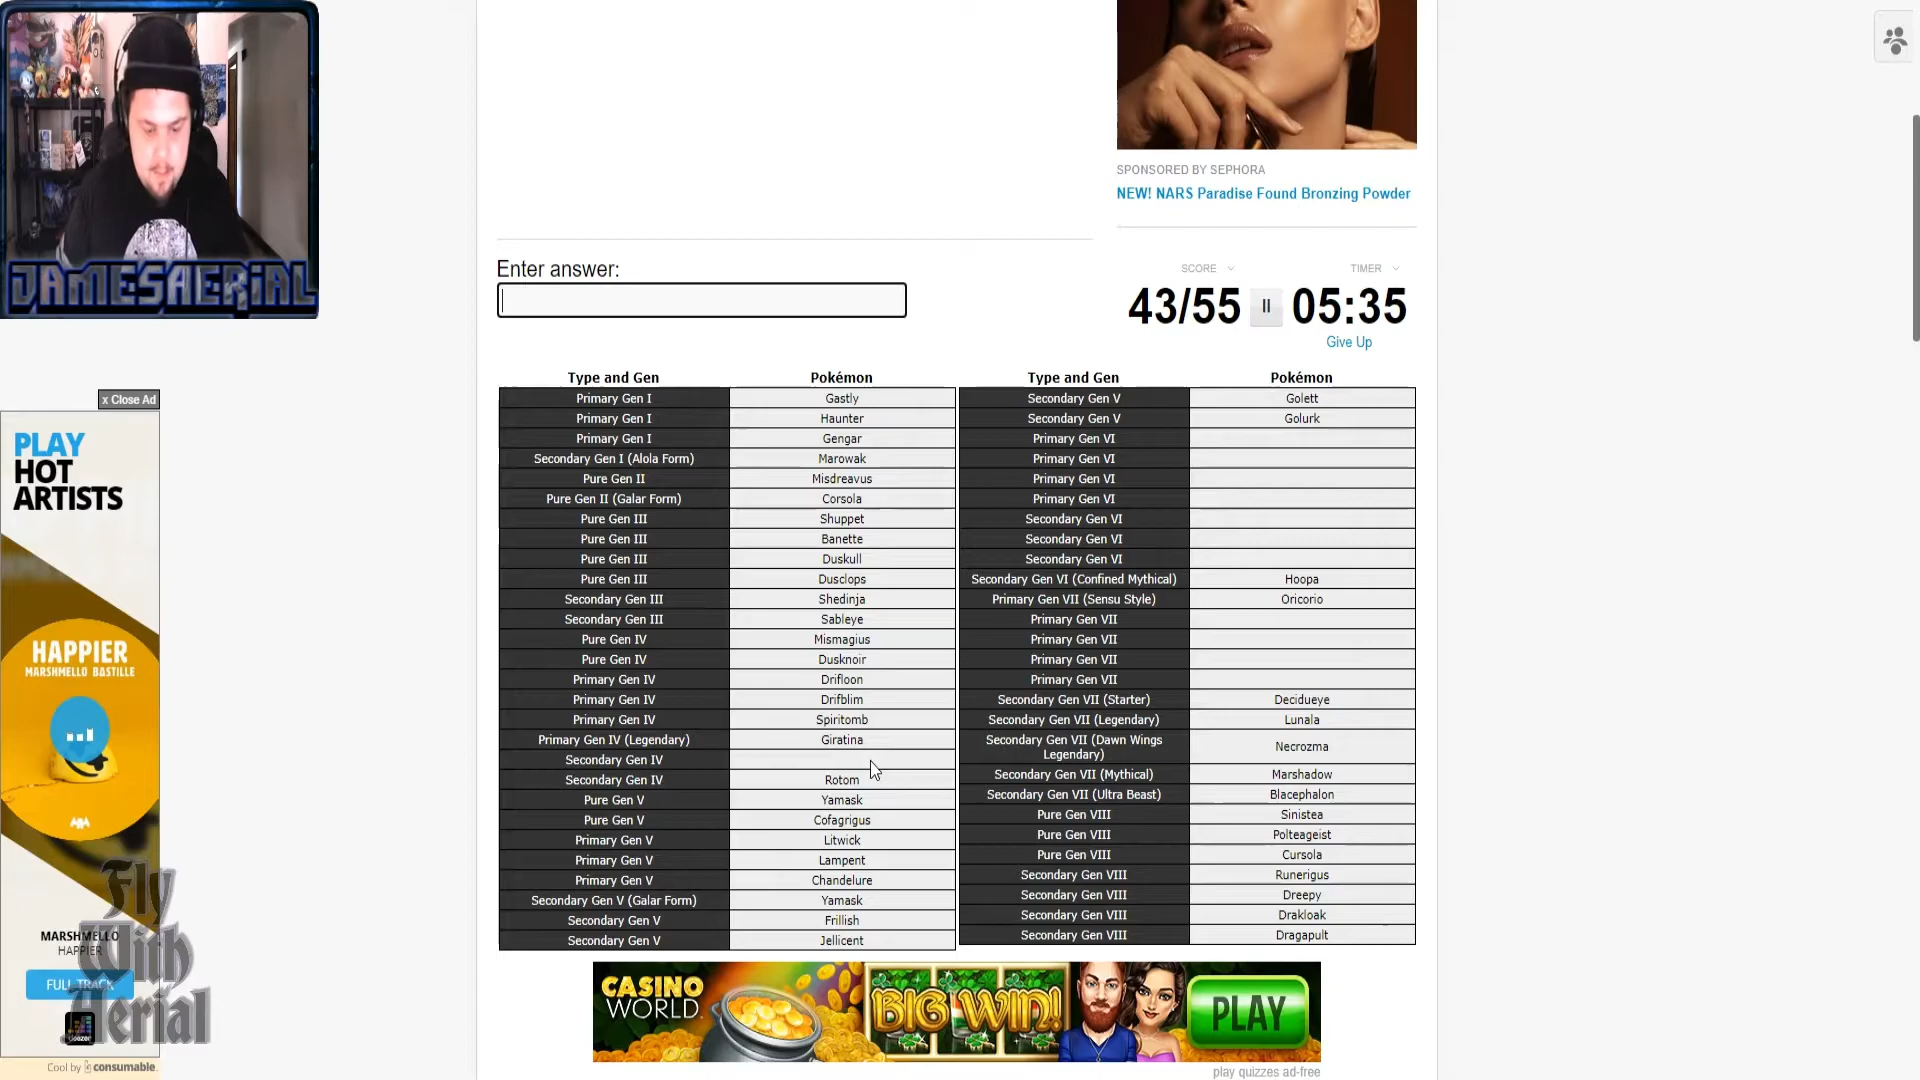 JAMESAERIAL
SPONSORED BY SEPHORA
NEW! NARS Paradise Found Bronzing Powder
Enter answer:
SCORE
TIMER
43/55
05:35
Give Up
Type and Gen Pokémon
Primary Gen I Gastly
Primary Gen I Haunter
Primary Gen I Gengar
Secondary Gen I (Alola Form) Marowak
Pure Gen II Misdreavus
Pure Gen II (Galar Form) Corsola
Pure Gen III Shuppet
Pure Gen III Banette
Pure Gen III Duskull
Pure Gen III Dusclops
Secondary Gen III Shedinja
Secondary Gen III Sableye
Pure Gen IV Mismagius
Pure Gen IV Dusknoir
Primary Gen IV Drifloon
Primary Gen IV Drifblim
Primary Gen IV Spiritomb
Primary Gen IV (Legendary) Giratina
Secondary Gen IV
Secondary Gen IV Rotom
Pure Gen V Yamask
Pure Gen V Cofagrigus
Primary Gen V Litwick
Primary Gen V Lampent
Primary Gen V Chandelure
Secondary Gen V (Galar Form) Yamask
Secondary Gen V Frillish
Secondary Gen V Jellicent
Type and Gen Pokémon
Secondary Gen V Golett
Secondary Gen V Golurk
Primary Gen VI
Primary Gen VI
Primary Gen VI
Primary Gen VI
Secondary Gen VI
Secondary Gen VI
Secondary Gen VI
Secondary Gen VI (Confined Mythical) Hoopa
Primary Gen VII (Sensu Style) Oricorio
Primary Gen VII
Primary Gen VII
Primary Gen VII
Primary Gen VII
Secondary Gen VII (Starter) Decidueye
Secondary Gen VII (Legendary) Lunala
Secondary Gen VII (Dawn Wings
Legendary) Necrozma
Secondary Gen VII (Mythical) Marshadow
Secondary Gen VII (Ultra Beast) Blacephalon
Pure Gen VIII Sinistea
Pure Gen VIII Polteageist
Pure Gen VIII Cursola
Secondary Gen VIII Runerigus
Secondary Gen VIII Dreepy
Secondary Gen VIII Drakloak
Secondary Gen VIII Dragapult
x Close Ad
PLAY
HOT
ARTISTS
HAPPIER
MARSHMELLO BASTILLE
MARSHMELLO
HAPPIER
FULL TRACK
Fly
With
Aerial
Cool by consumable.
CASINO
WORLD.
BIG WIN!
PLAY
play quizzes ad-free